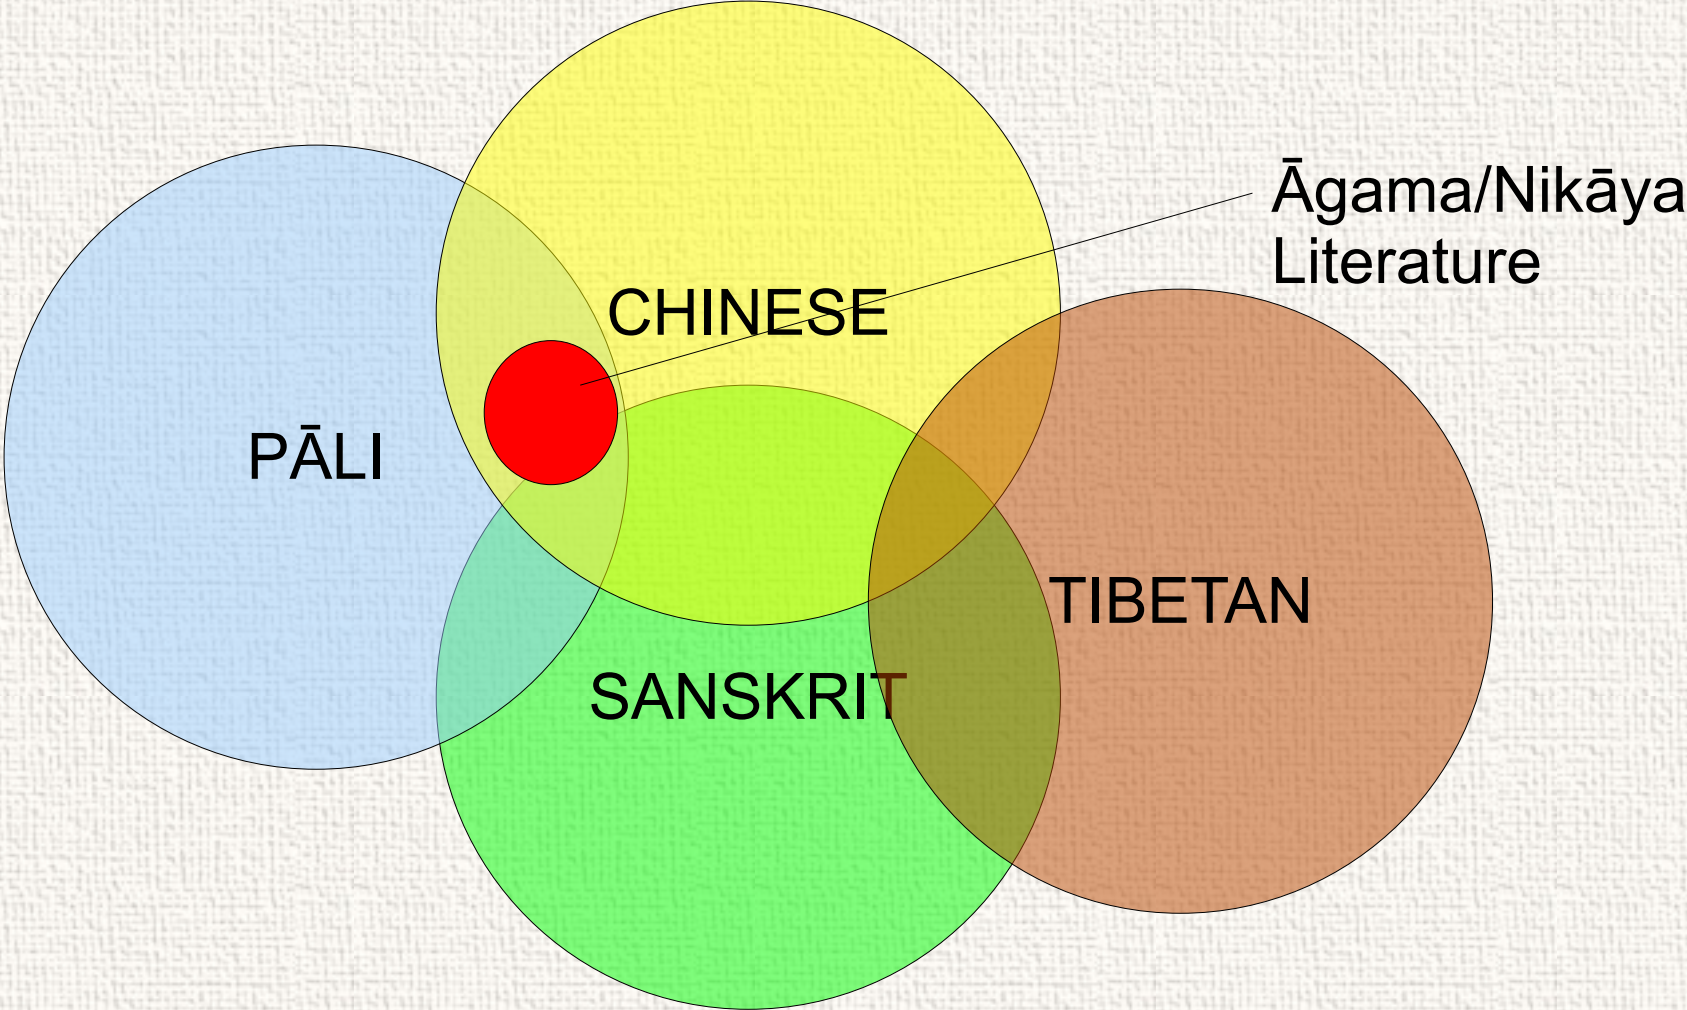 Āgama/Nikāya
Literature
CHINESE
PĀLI
TIBETAN
SANSKRIT